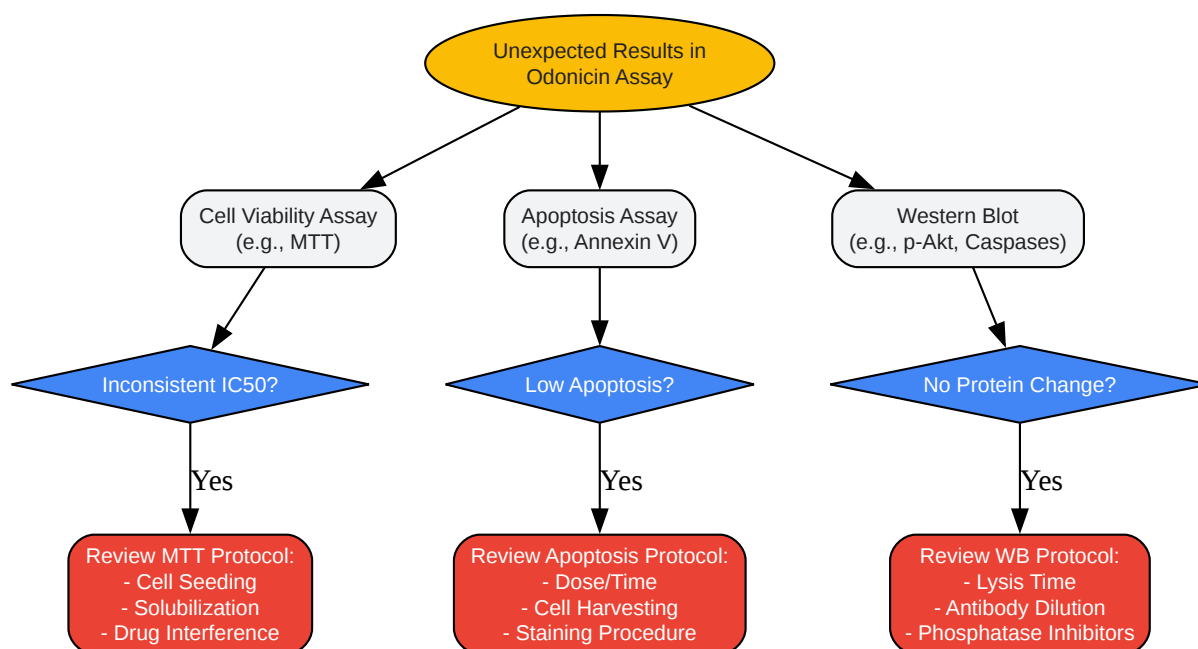 Unexpected Results in
Odonicin Assay
Cell Viability Assay
(e.g., MTT)
Apoptosis Assay
(e.g., Annexin V)
Western Blot
(e.g., p-Akt, Caspases)
Inconsistent IC50?
Low Apoptosis?
No Protein Change?
Yes
Yes
Yes
Review MTT Protocol:
- Cell Seeding
- Solubilization
- Drug Interference
Review Apoptosis Protocol:
- Dose/Time
- Cell Harvesting
- Staining Procedure
Review WB Protocol:
- Lysis Time
- Antibody Dilution
- Phosphatase Inhibitors